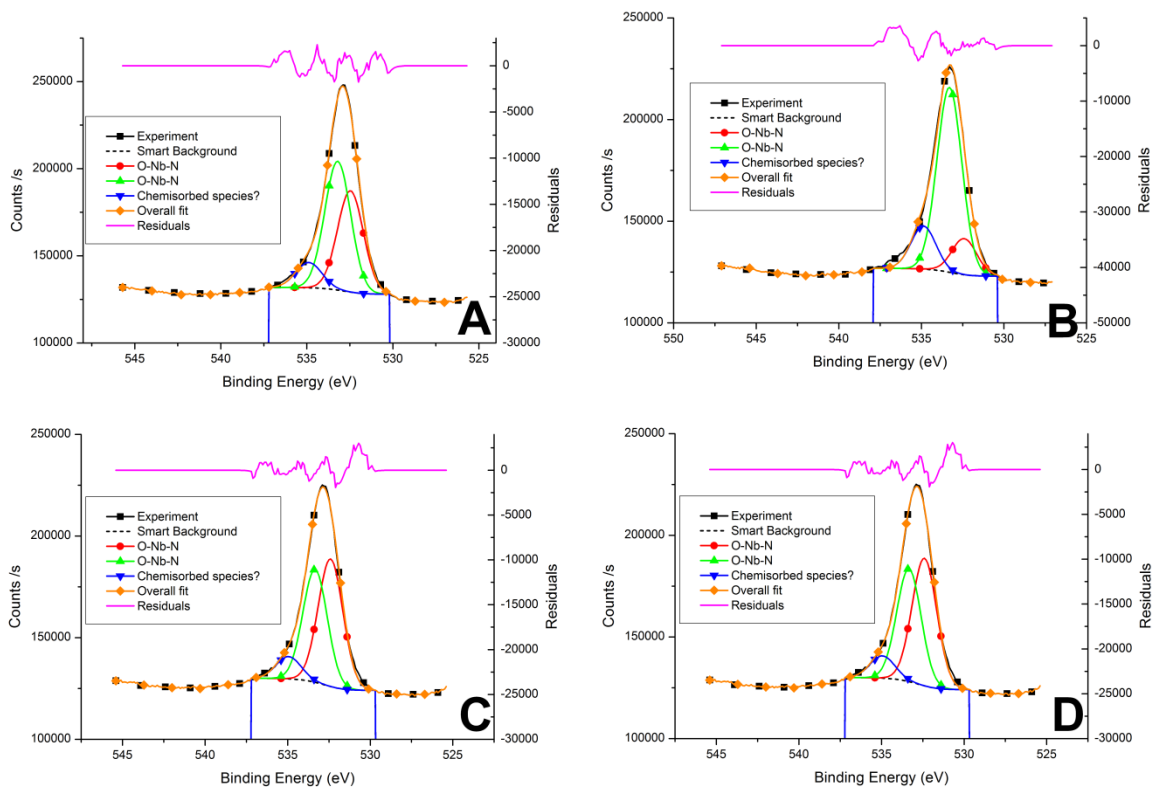 250000
200000
150000
100000
Counts /s
0
-5000
-10000
-15000
-20000
-25000
-30000
Residuals
Experiment
Smart Background
O-Nb-N
O-Nb-N
Chemisorbed species?
Overall fit
Residuals
A
545 540 535 530 525
Binding Energy (eV)
250000
200000
150000
100000
Counts /s
0
-10000
-20000
-30000
-40000
-50000
Residuals
Experiment
Smart Background
O-Nb-N
O-Nb-N
Chemisorbed species?
Overall fit
Residuals
B
550 545 540 535 530 525
Binding Energy (eV)
250000
200000
150000
100000
Counts /s
0
-5000
-10000
-15000
-20000
-25000
-30000
Residuals
Experiment
Smart Background
O-Nb-N
O-Nb-N
Chemisorbed species?
Overall fit
Residuals
C
545 540 535 530 525
Binding Energy (eV)
250000
200000
150000
100000
Counts /s
0
-5000
-10000
-15000
-20000
-25000
-30000
Residuals
Experiment
Smart Background
O-Nb-N
O-Nb-N
Chemisorbed species?
Overall fit
Residuals
D
545 540 535 530 525
Binding Energy (eV)